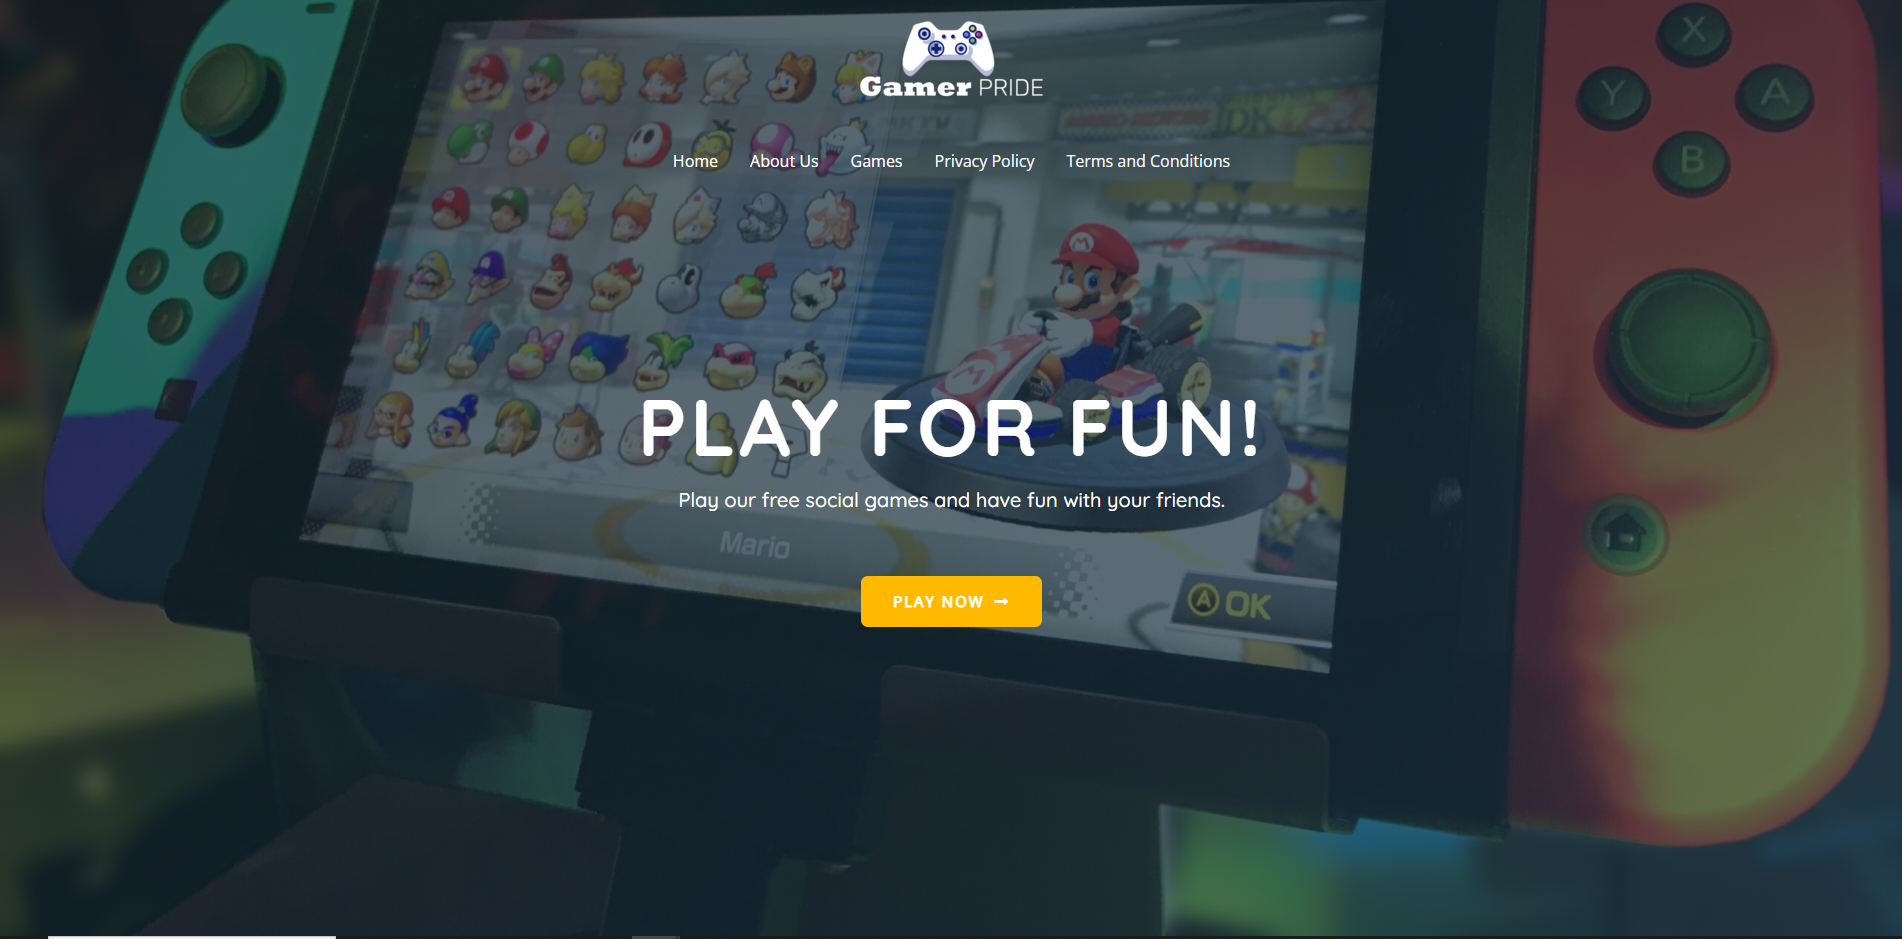 Gamer PRIDE
Home About Us Games Privacy Policy Terms and Conditions
X
Y A
B
M
PLAY FOR FUN!
Play our free social games and have fun with your friends.
Mario
PLAY NOW
A OK